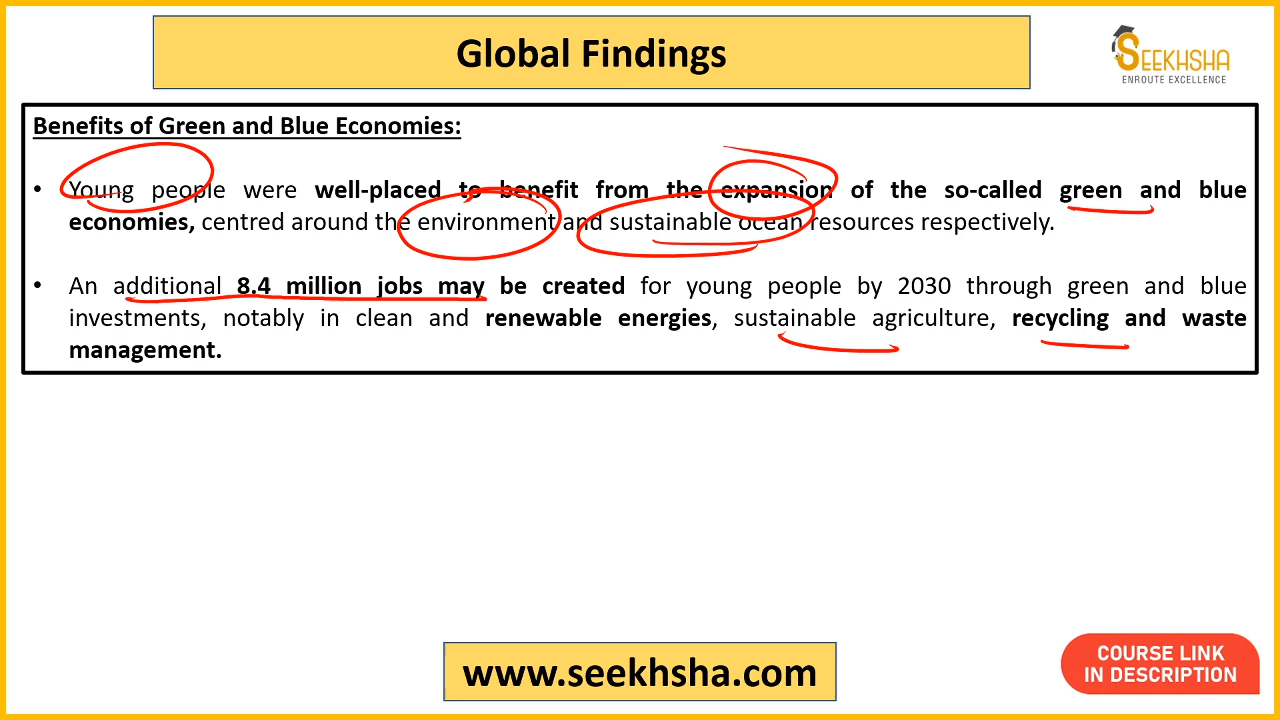 Global Findings
SEEKHSHA
ENROUTE EXCELLENCE
Benefits of Green and Blue Economies:
• Young people were well-placed to benefit from the expansion of the so-called green and blue
economies, centred around the environment and sustainable ocean resources respectively.
• An additional 8.4 million jobs may be created for young people by 2030 through green and blue
investments, notably in clean and renewable energies, sustainable agriculture, recycling and waste
management.
www.seekhsha.com
COURSE LINK
IN DESCRIPTION